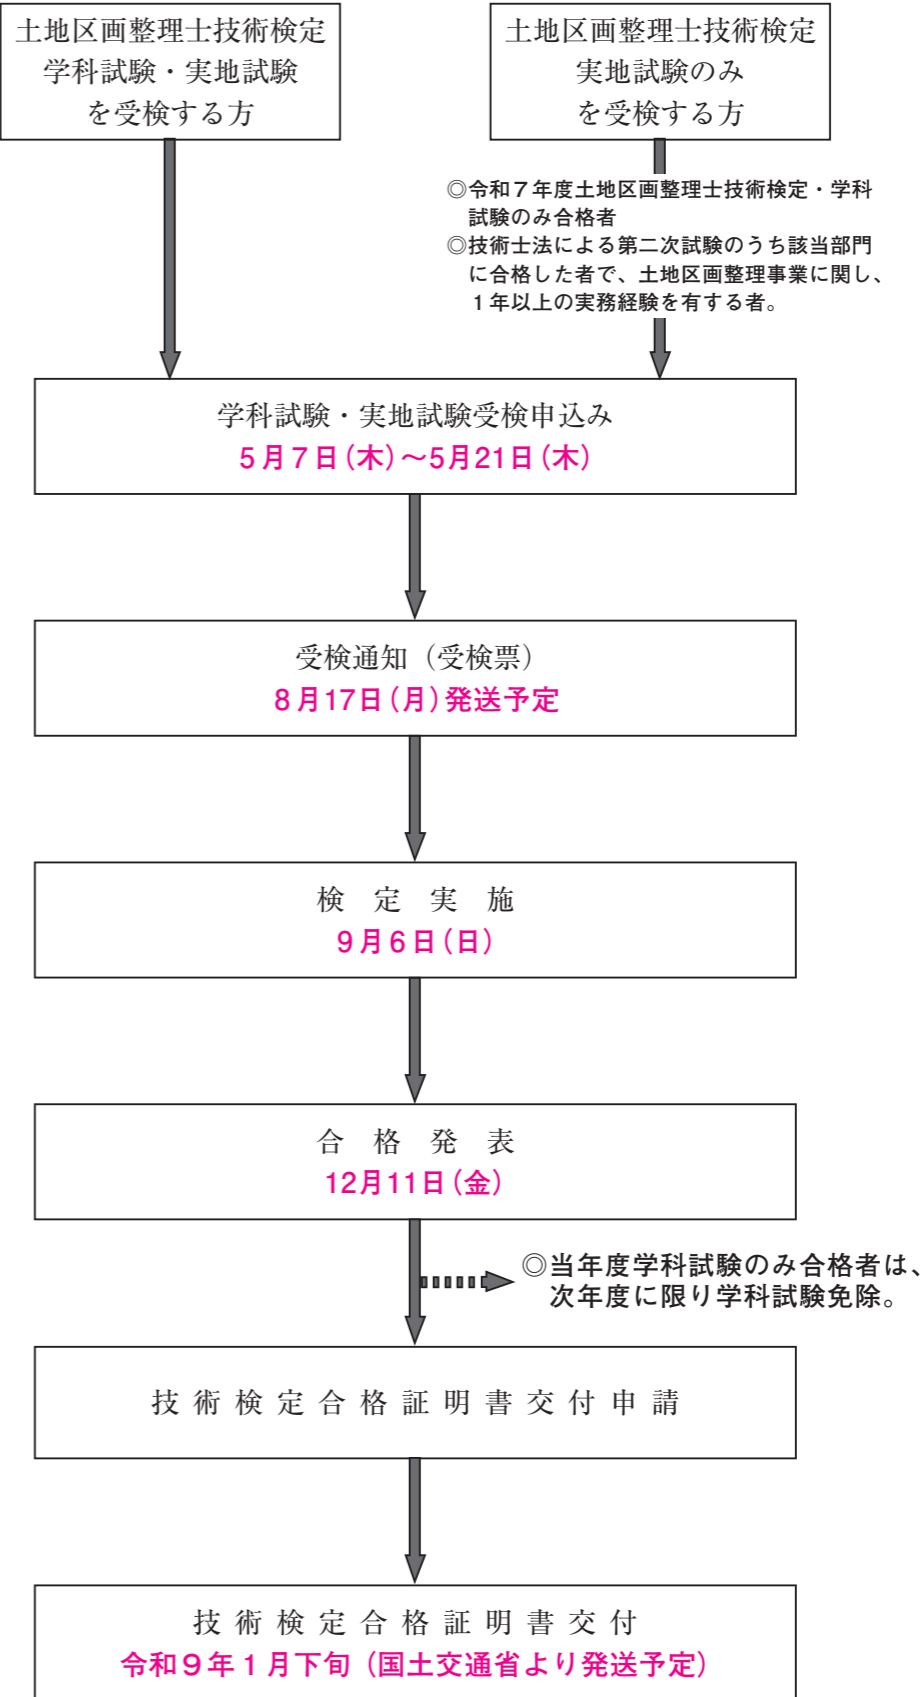 土地区画整理士技術検定
学科試験・実地試験
を受検する方
土地区画整理士技術検定
実地試験のみ
を受検する方
◎令和７年度土地区画整理士技術検定・学科
試験のみ合格者
◎技術士法による第二次試験のうち該当部門
に合格した者で、土地区画整理事業に関し、
１年以上の実務経験を有する者。
学科試験・実地試験受検申込み
５月７日（木）～5月21日（木）
受検通知（受検票）
８月17日（月）発送予定
検　定　実　施
９月６日（日）
合　格　発　表
12月11日（金）
◎当年度学科試験のみ合格者は、
次年度に限り学科試験免除。
技 術 検 定 合 格 証 明 書 交 付 申 請
技 術 検 定 合 格 証 明 書 交 付
令和９年１月下旬（国土交通省より発送予定）